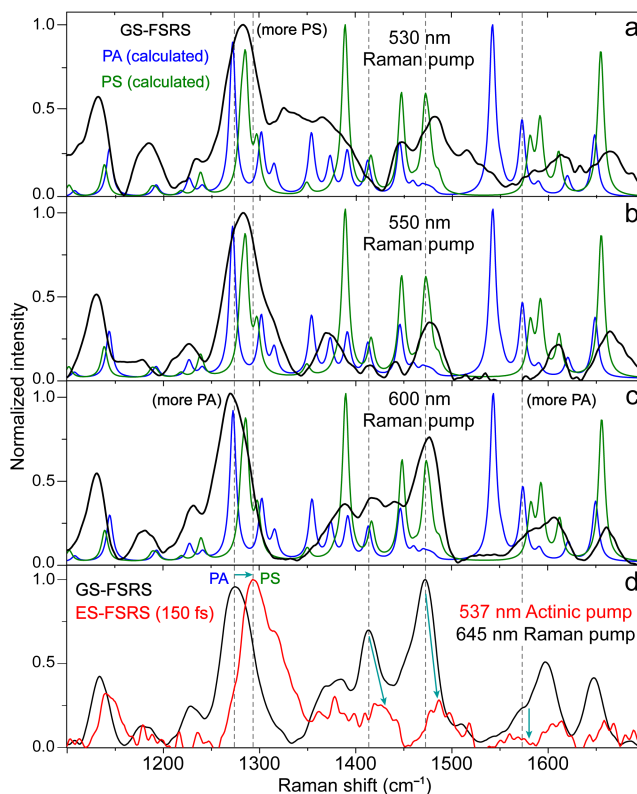 GS-FSRS
(more PS)
530 nm
Raman pump
a
PA (calculated)
PS (calculated)
1.0
0.5
0.0
550 nm
Raman pump
b
1.0
0.5
0.0
(more PA)
600 nm
Raman pump
(more PA)
c
1.0
0.5
0.0
PA
PS
d
GS-FSRS
ES-FSRS (150 fs)
537 nm Actinic pump
645 nm Raman pump
1.0
0.5
0.0
1200
1300
1400
1500
1600
Raman shift (cm⁻¹)
Normalized intensity